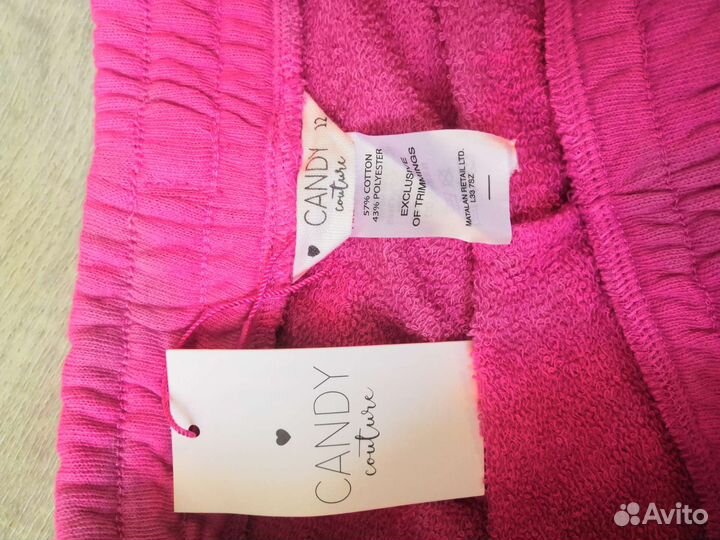 CANDY
couture
12
57% COTTON
43% POLYESTER
EXCLUSIVE
OF TRIMMINGS
MATALAN RETAIL LTD.
L33 7SZ
CANDY
couture
Avito